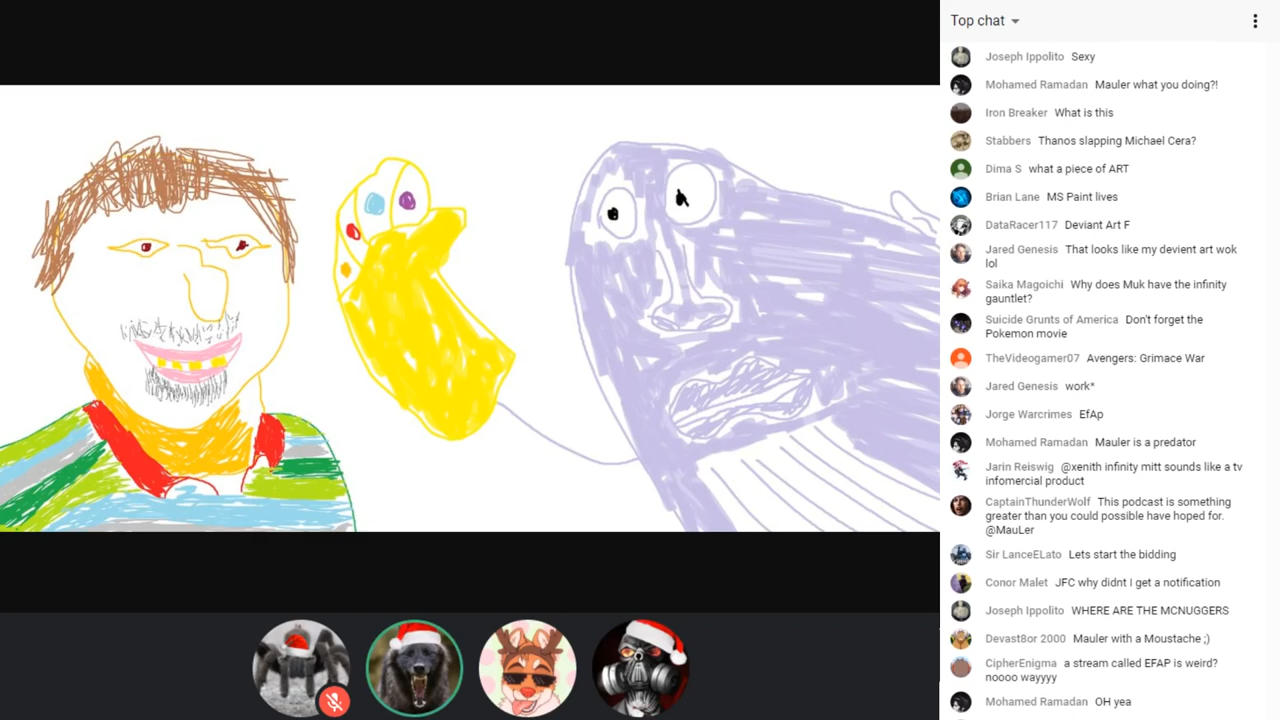 Top chat
Joseph Ippolito Sexy
Mohamed Ramadan Mauler what you doing?!
Iron Breaker What is this
Stabbers Thanos slapping Michael Cera?
Dima S what a piece of ART
Brian Lane MS Paint lives
DataRacer117 Deviant Art F
Jared Genesis That looks like my devient art wok
lol
Saika Magoichi Why does Muk have the infinity
gauntlet?
Suicide Grunts of America Don't forget the
Pokemon movie
TheVideogamer07 Avengers: Grimace War
Jared Genesis work*
Jorge Warcrimes EfAp
Mohamed Ramadan Mauler is a predator
Jarin Reiswig @xenith infinity mitt sounds like a tv
infomercial product
CaptainThunderWolf This podcast is something
greater than you could possible have hoped for.
@MauLer
Sir LanceELato Lets start the bidding
Conor Malet JFC why didnt I get a notification
Joseph Ippolito WHERE ARE THE MCNUGGERS
Devast8or 2000 Mauler with a Moustache ;)
CipherEnigma a stream called EFAP is weird?
noooo wayyyy
Mohamed Ramadan OH yea